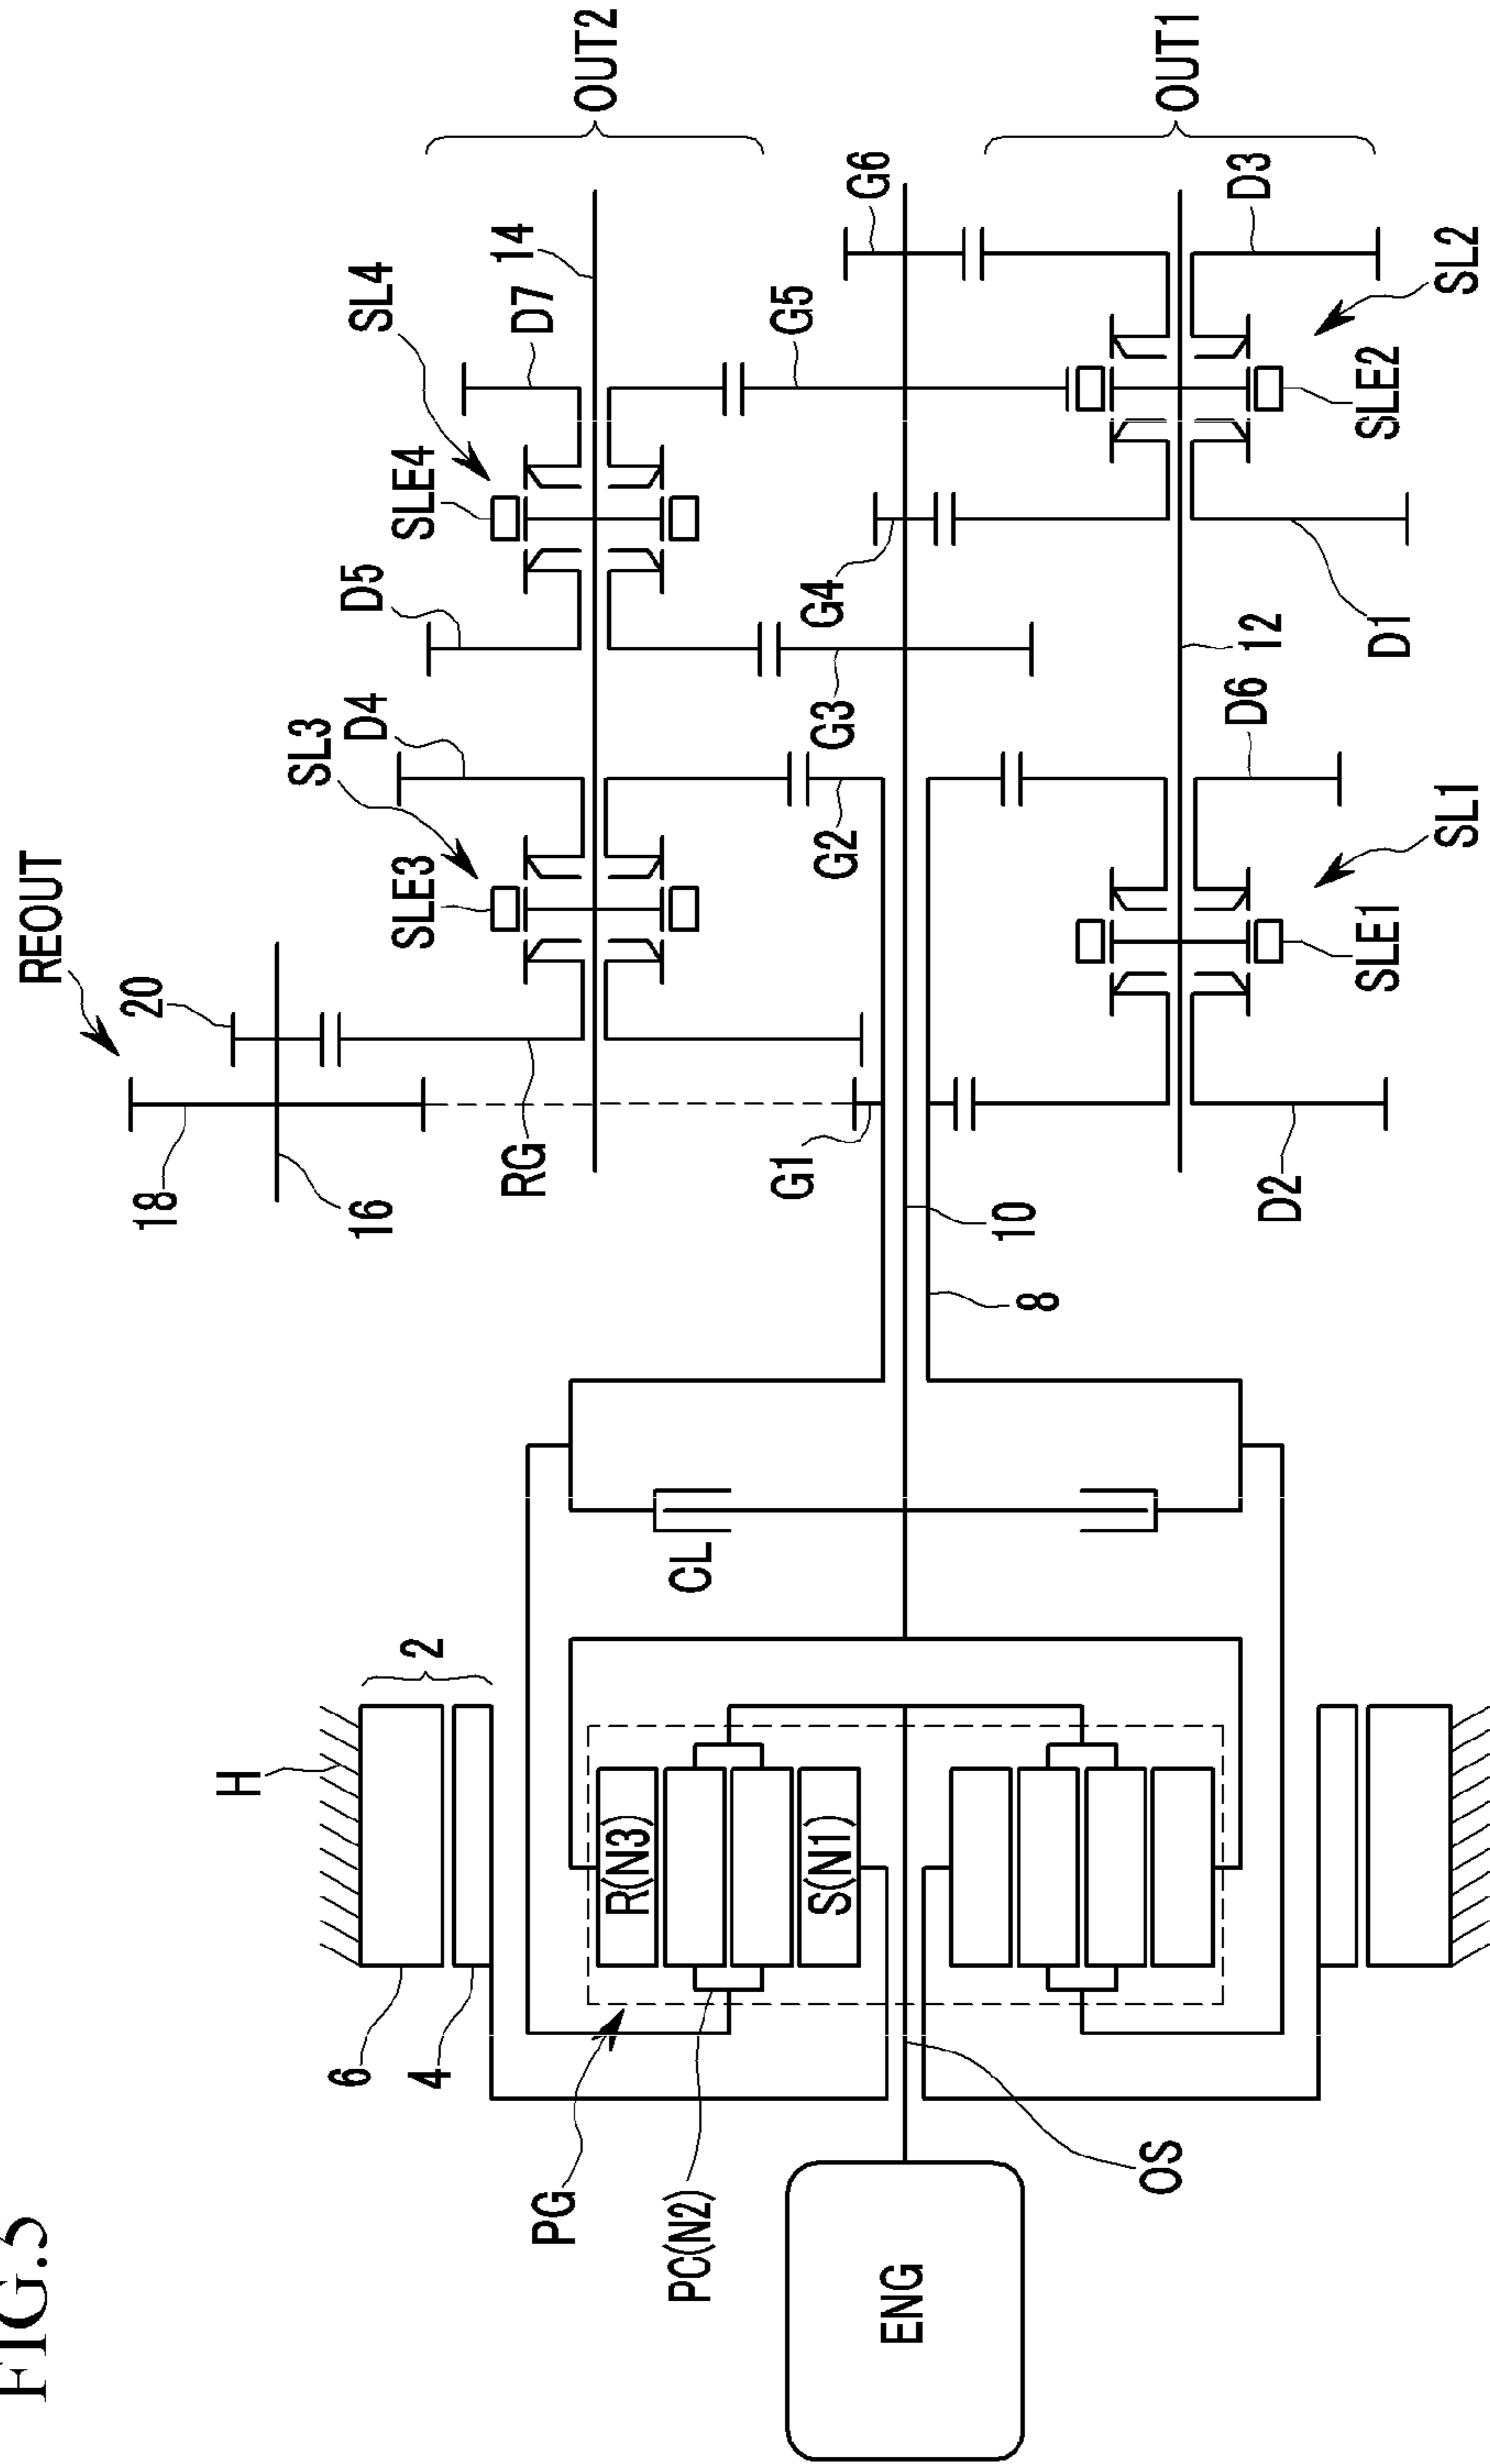 FIG.5
REOUT
18
20
16
RG
SL3
SLE3
D4
D5
SL4
SLE4
D7
14
OUT2
H
2
6
4
PG
PC(N2)
R(N3)
S(N1)
CL
G1
G2
G3
G4
G5
G6
ENG
OS
8
10
12
D2
SLE1
SL1
D6
D1
SLE2
SL2
D3
OUT1